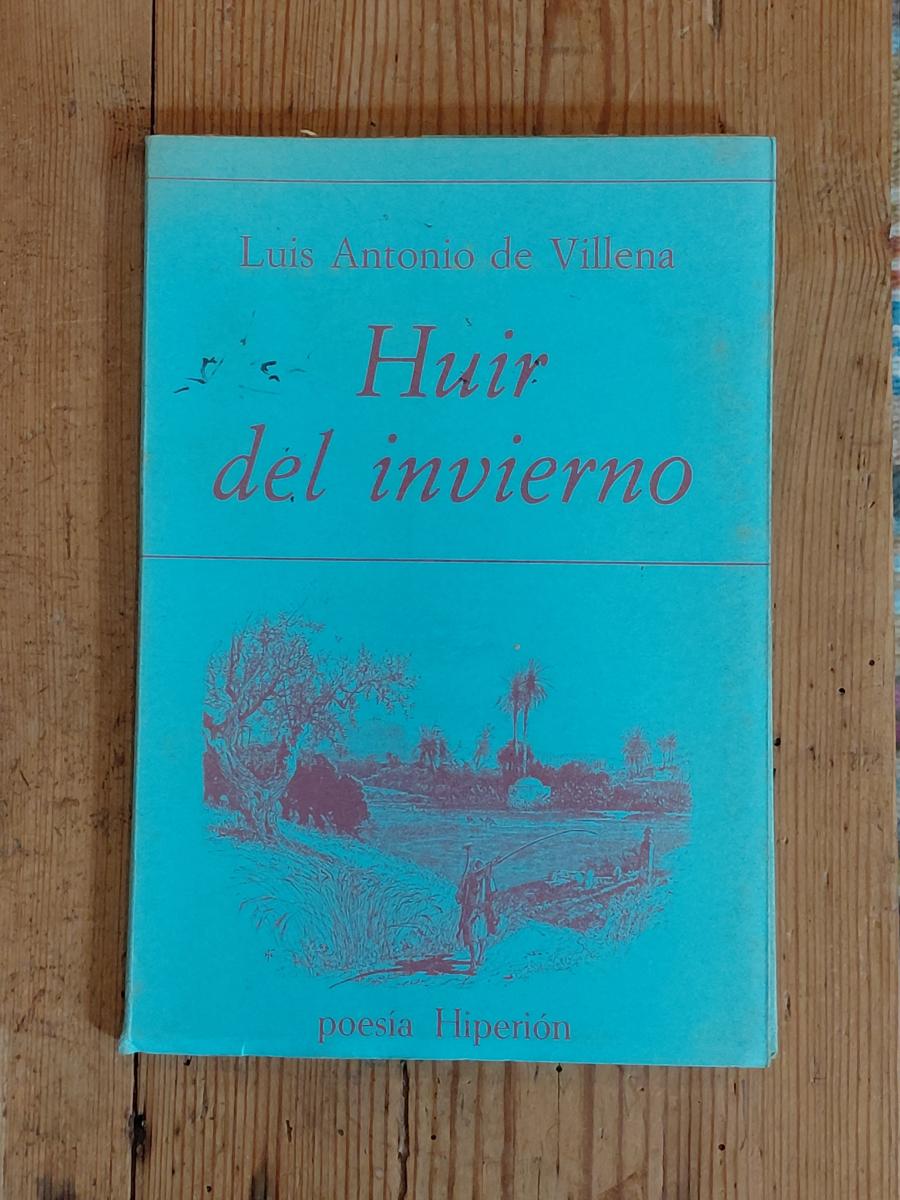 Luis Antonio de Villena
Huir
del invierno
poesía Hiperión